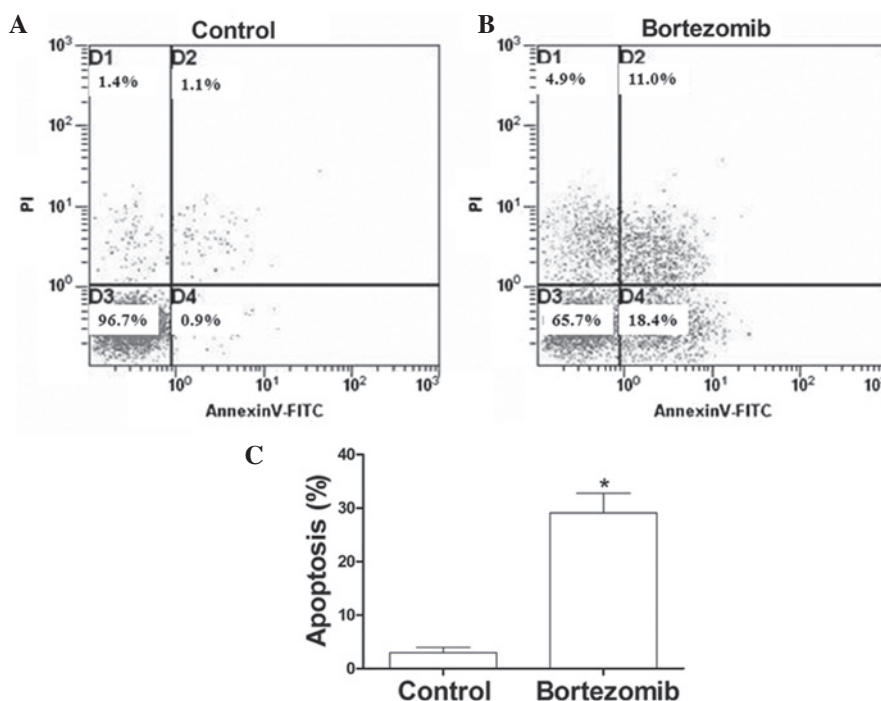 A
Control
10³
10²
10¹
10⁰
PI
D1
1.4%
D2
1.1%
D3
96.7%
D4
0.9%
10⁰
10¹
10²
10³
AnnexinV-FITC
B
Bortezomib
10³
10²
10¹
10⁰
PI
D1
4.9%
D2
11.0%
D3
65.7%
D4
18.4%
10⁰
10¹
10²
AnnexinV-FITC
C
Apoptosis (%)
40
30
20
10
0
*
Control
Bortezomib